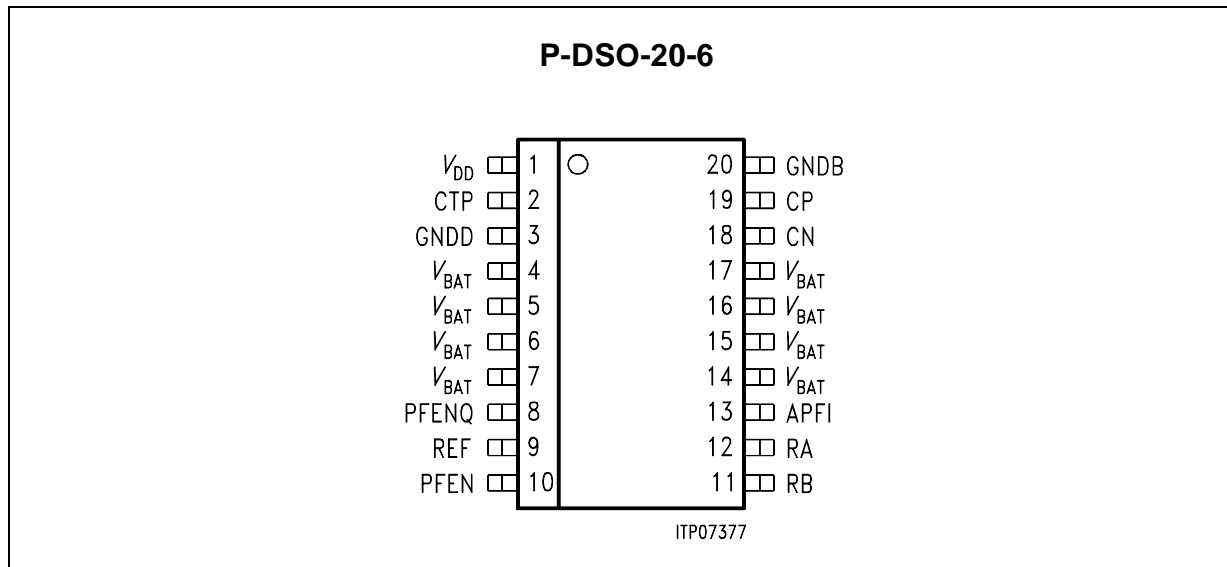 P-DSO-20-6
VDD 1 20 GNDB
CTP 2 19 CP
GNDD 3 18 CN
VBAT 4 17 VBAT
VBAT 5 16 VBAT
VBAT 6 15 VBAT
VBAT 7 14 VBAT
PFENQ 8 13 APFI
REF 9 12 RA
PFEN 10 11 RB
ITP07377